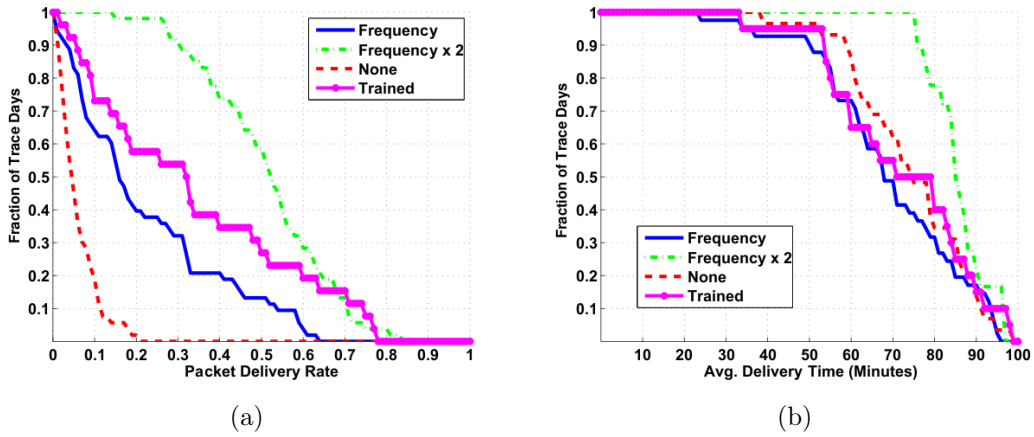 Fraction of Trace Days
1
0.9
0.8
0.7
0.6
0.5
0.4
0.3
0.2
0.1
0 0.1 0.2 0.3 0.4 0.5 0.6 0.7 0.8 0.9 1
Packet Delivery Rate
Frequency
Frequency x 2
None
Trained
(a)
Fraction of Trace Days
1
0.9
0.8
0.7
0.6
0.5
0.4
0.3
0.2
0.1
10 20 30 40 50 60 70 80 90 100
Avg. Delivery Time (Minutes)
Frequency
Frequency x 2
None
Trained
(b)